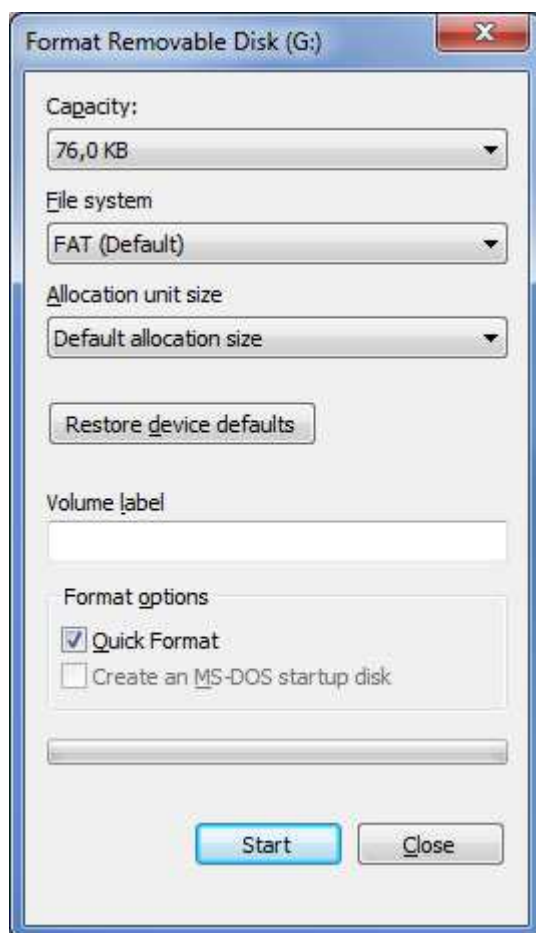 Format Removable Disk (G:)
Capacity:
76,0 KB
File system
FAT (Default)
Allocation unit size
Default allocation size
Restore device defaults
Volume label
Format options
Quick Format
Create an MS-DOS startup disk
Start
Close